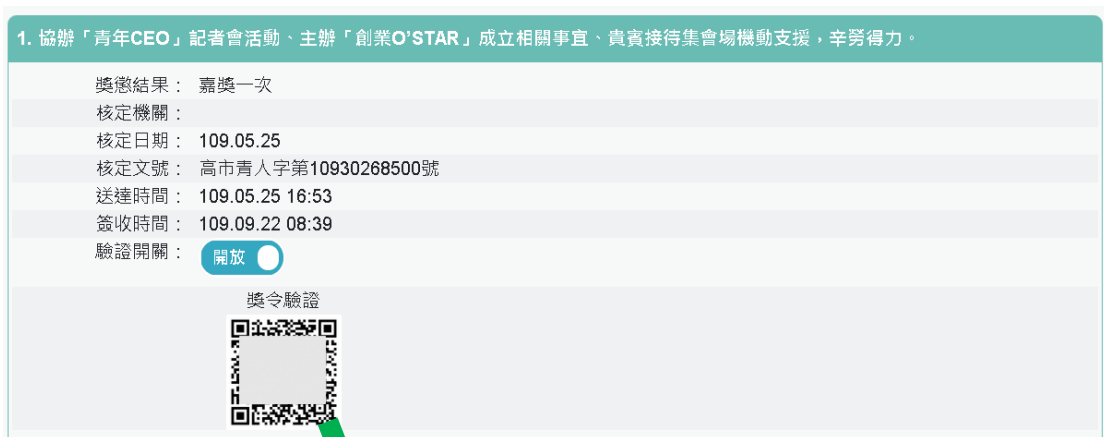 1. 協辦「青年CEO」記者會活動、主辦「創業O'STAR」成立相關事宜、貴賓接待集會場機動支援，辛勞得力。
獎懲結果： 嘉獎一次
核定機關：
核定日期： 109.05.25
核定文號： 高市青人字第10930268500號
送達時間： 109.05.25 16:53
簽收時間： 109.09.22 08:39
驗證開關： 開放
獎令驗證